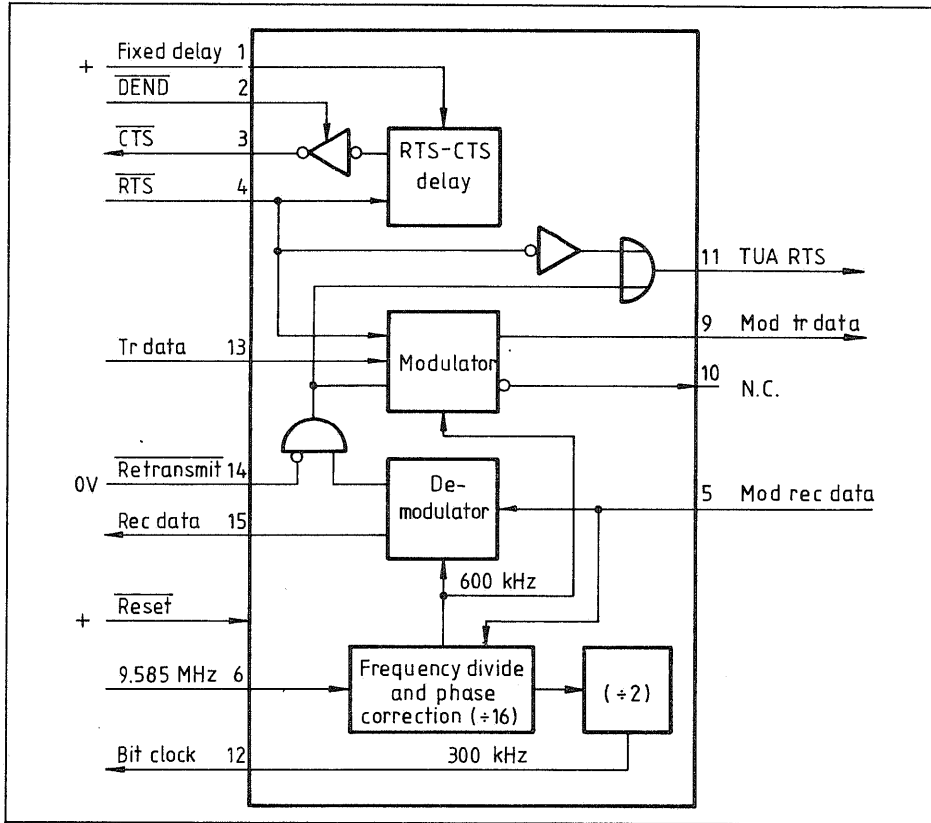 Fixed delay 1
+
DEND 2
CTS 3
RTS 4
RTS-CTS
delay
11 TUA RTS
9 Mod tr data
Tr data 13
Modulator
10 N.C.
Retransmit 14
0V
De-
modulator
5 Mod rec data
Rec data 15
600 kHz
+ Reset
9.585 MHz 6
Frequency divide
and phase
correction (÷16)
(÷2)
Bit clock 12
300 kHz